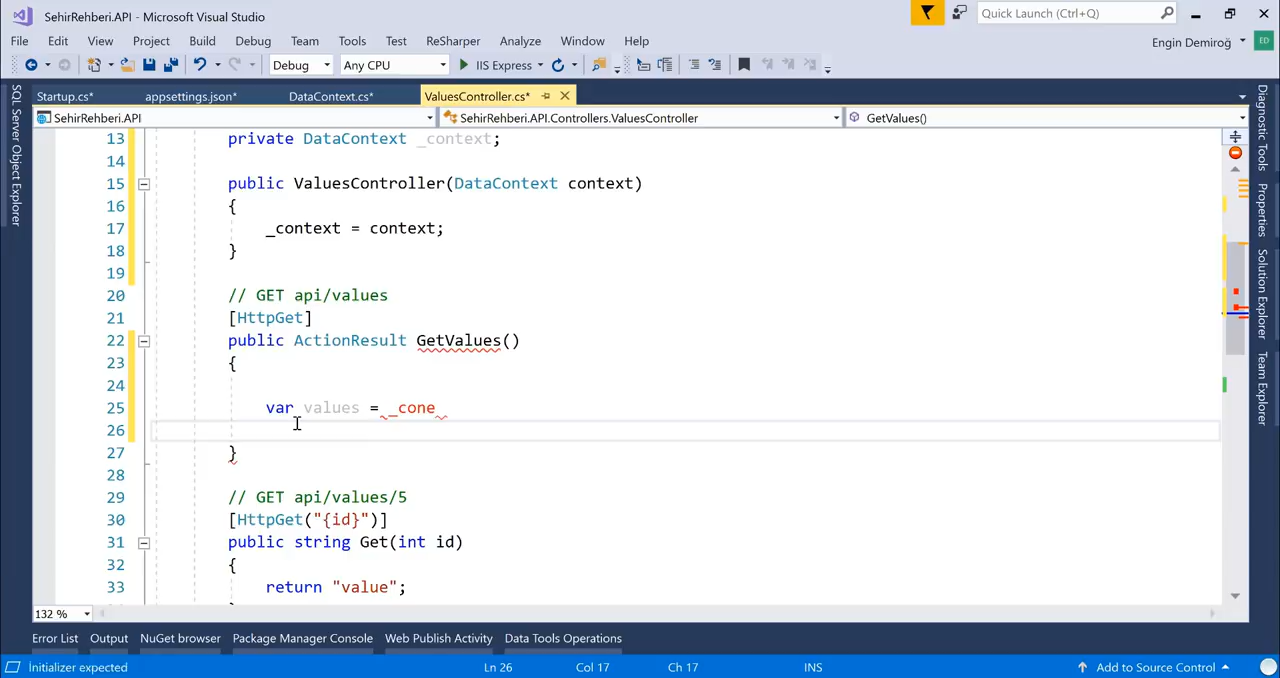 SehirRehberi.API - Microsoft Visual Studio
Quick Launch (Ctrl+Q)
File Edit View Project Build Debug Team Tools Test ReSharper Analyze Window Help
Engin Demiroğ ED
Debug Any CPU IIS Express
Startup.cs* appsettings.json* DataContext.cs* ValuesController.cs*
SehirRehberi.API SehirRehberi.API.Controllers.ValuesController GetValues()
SQL Server Object Explorer
Diagnostic Tools
Properties
Solution Explorer
Team Explorer
13 private DataContext _context;
14
15 public ValuesController(DataContext context)
16 {
17 _context = context;
18 }
19
20 // GET api/values
21 [HttpGet]
22 public ActionResult GetValues()
23 {
24
25 var values = _cone
26
27 }
28
29 // GET api/values/5
30 [HttpGet("{id}")]
31 public string Get(int id)
32 {
33 return "value";
132 %
Error List Output NuGet browser Package Manager Console Web Publish Activity Data Tools Operations
Initializer expected Ln 26 Col 17 Ch 17 INS Add to Source Control